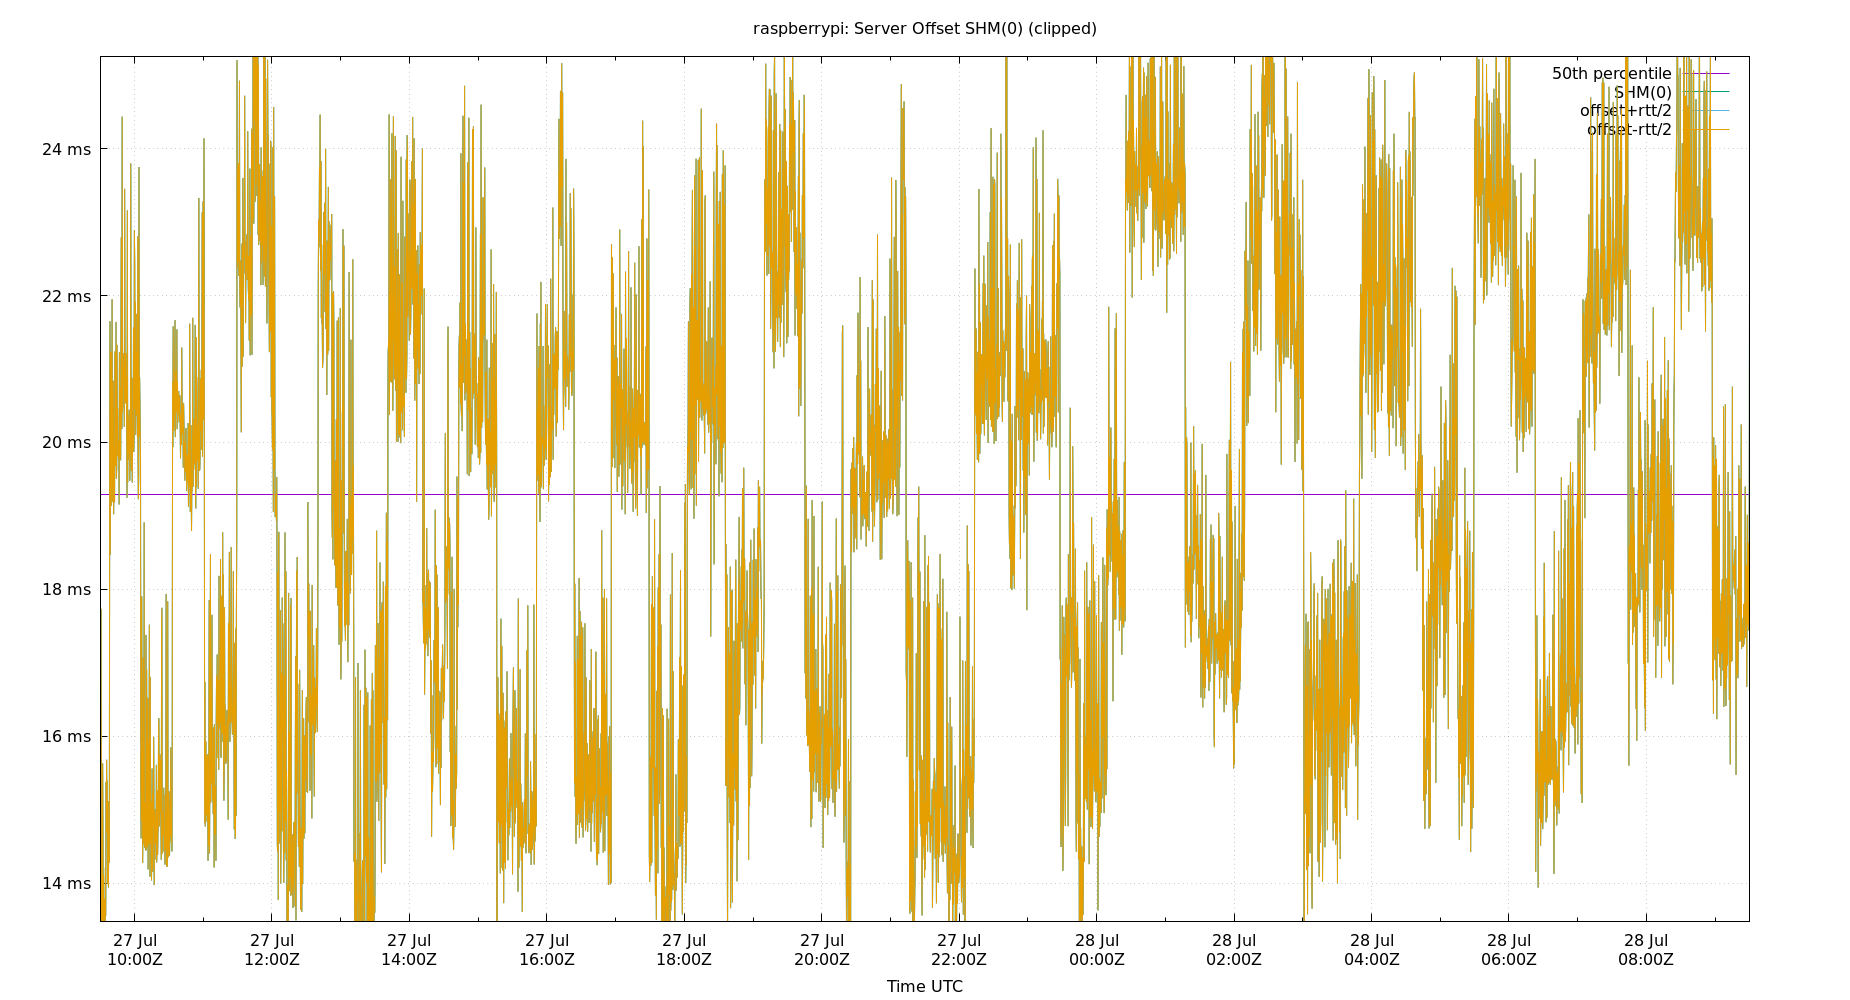 raspberrypi: Server Offset SHM(0) (clipped)
50th percentile
SHM(0)
offset+rtt/2
offset-rtt/2
24 ms
22 ms
20 ms
18 ms
16 ms
14 ms
27 Jul 27 Jul 27 Jul 27 Jul 27 Jul 27 Jul 27 Jul 28 Jul 28 Jul 28 Jul 28 Jul 28 Jul
10:00Z 12:00Z 14:00Z 16:00Z 18:00Z 20:00Z 22:00Z 00:00Z 02:00Z 04:00Z 06:00Z 08:00Z
Time UTC